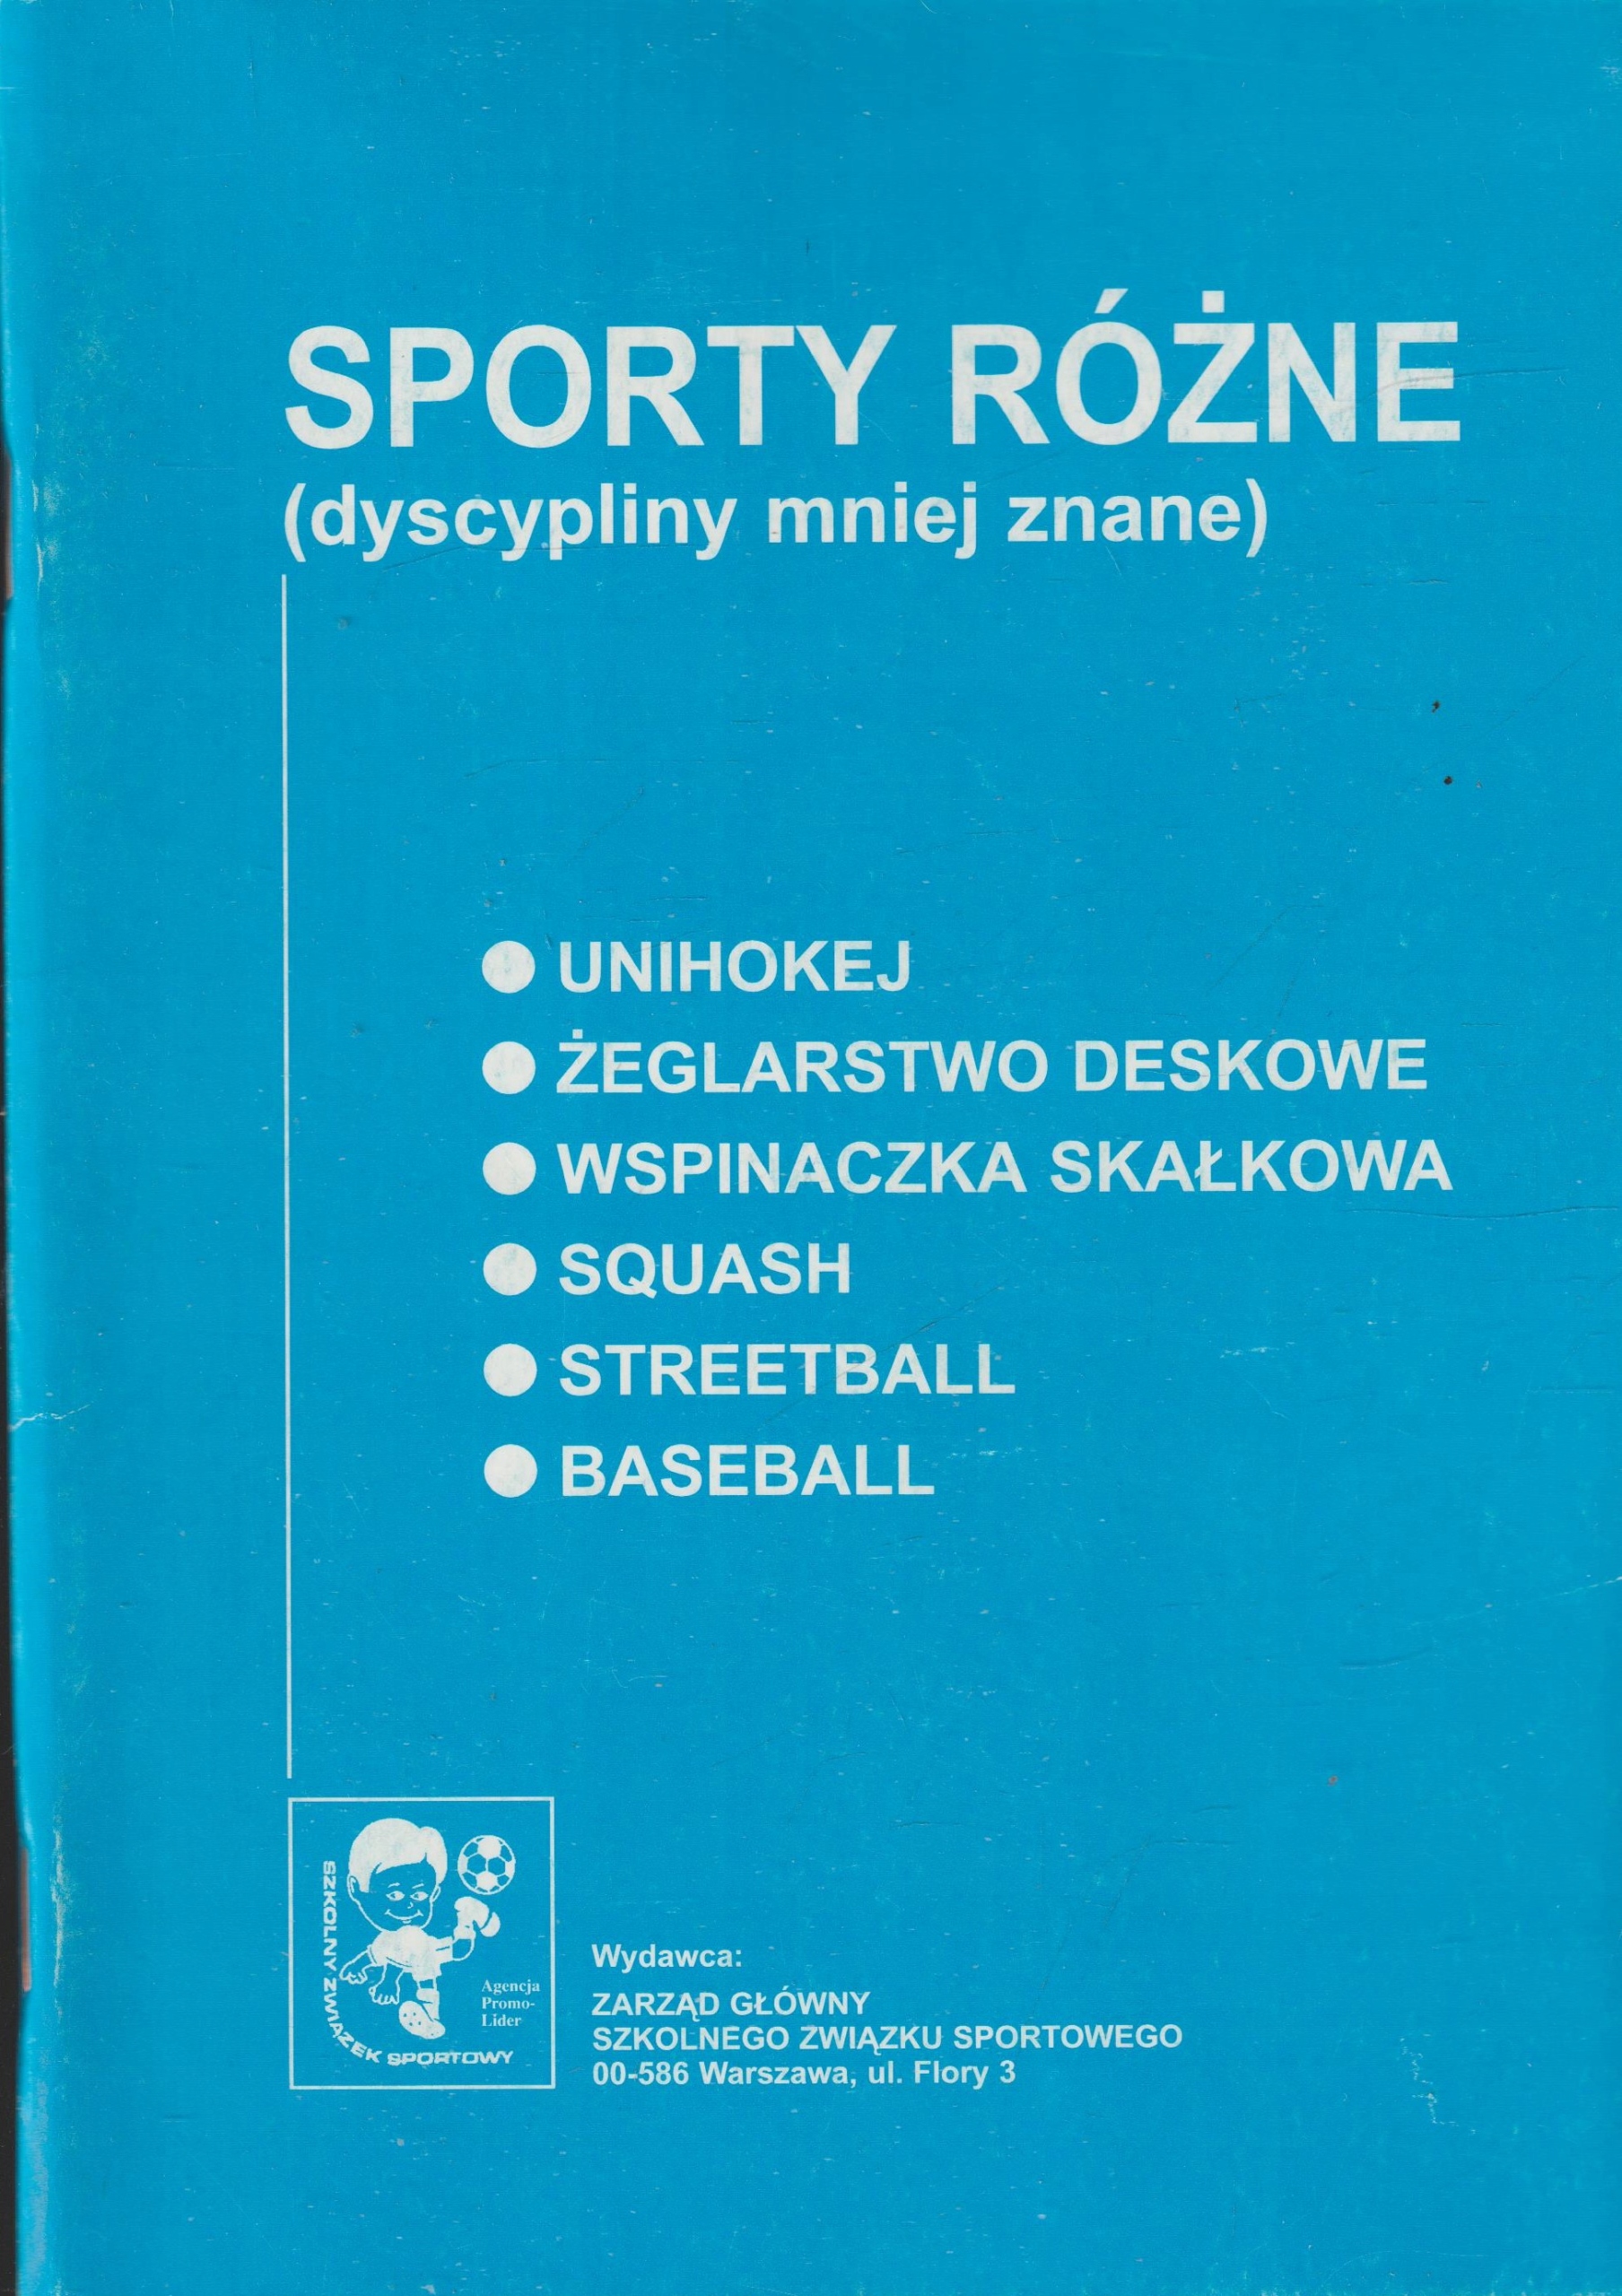 SPORTY RÓŻNE
(dyscypliny mniej znane)
● UNIHOKEJ
● ŻEGLARSTWO DESKOWE
● WSPINACZKA SKAŁKOWA
● SQUASH
● STREETBALL
● BASEBALL
SZKOLNY ZWIĄZEK SPORTOWY
Agencja
Promo-
Lider
Wydawca:
ZARZĄD GŁÓWNY
SZKOLNEGO ZWIĄZKU SPORTOWEGO
00-586 Warszawa, ul. Flory 3